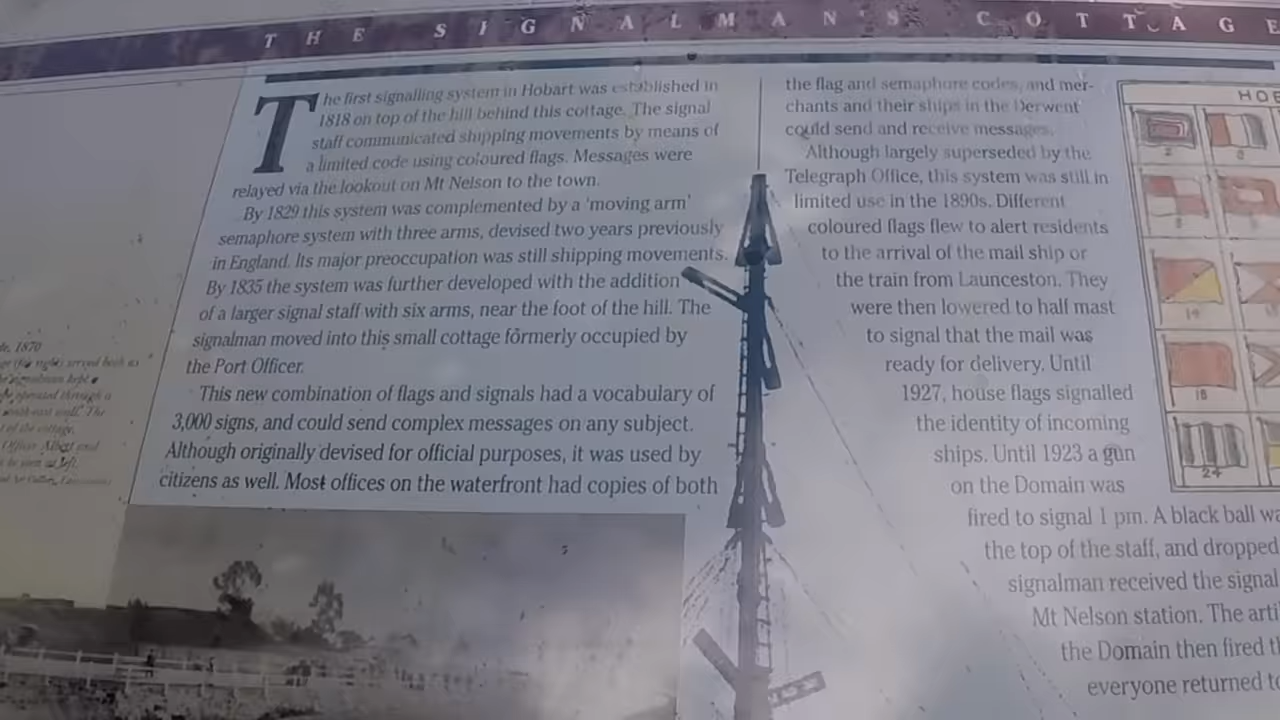 THE SIGNALMAN'S COTTAGE
The first signalling system in Hobart was established in
1818 on top of the hill behind this cottage. The signal
staff communicated shipping movements by means of
a limited code using coloured flags. Messages were
relayed via the lookout on Mt Nelson to the town.
By 1829 this system was complemented by a 'moving arm'
semaphore system with three arms, devised two years previously
in England. Its major preoccupation was still shipping movements.
By 1835 the system was further developed with the addition
of a larger signal staff with six arms, near the foot of the hill. The
signalman moved into this small cottage formerly occupied by
the Port Officer.
This new combination of flags and signals had a vocabulary of
3,000 signs, and could send complex messages on any subject.
Although originally devised for official purposes, it was used by
citizens as well. Most offices on the waterfront had copies of both
the flag and semaphore codes, and mer-
chants and their ships in the Derwent
could send and receive messages.
Although largely superseded by the
Telegraph Office, this system was still in
limited use in the 1890s. Different
coloured flags flew to alert residents
to the arrival of the mail ship or
the train from Launceston. They
were then lowered to half mast
to signal that the mail was
ready for delivery. Until
1927, house flags signalled
the identity of incoming
ships. Until 1923 a gun
on the Domain was
fired to signal 1 pm. A black ball wa
the top of the staff, and dropped
signalman received the signal
Mt Nelson station. The arti
the Domain then fired th
everyone returned to
HOB
2
8
14
18
24
1870